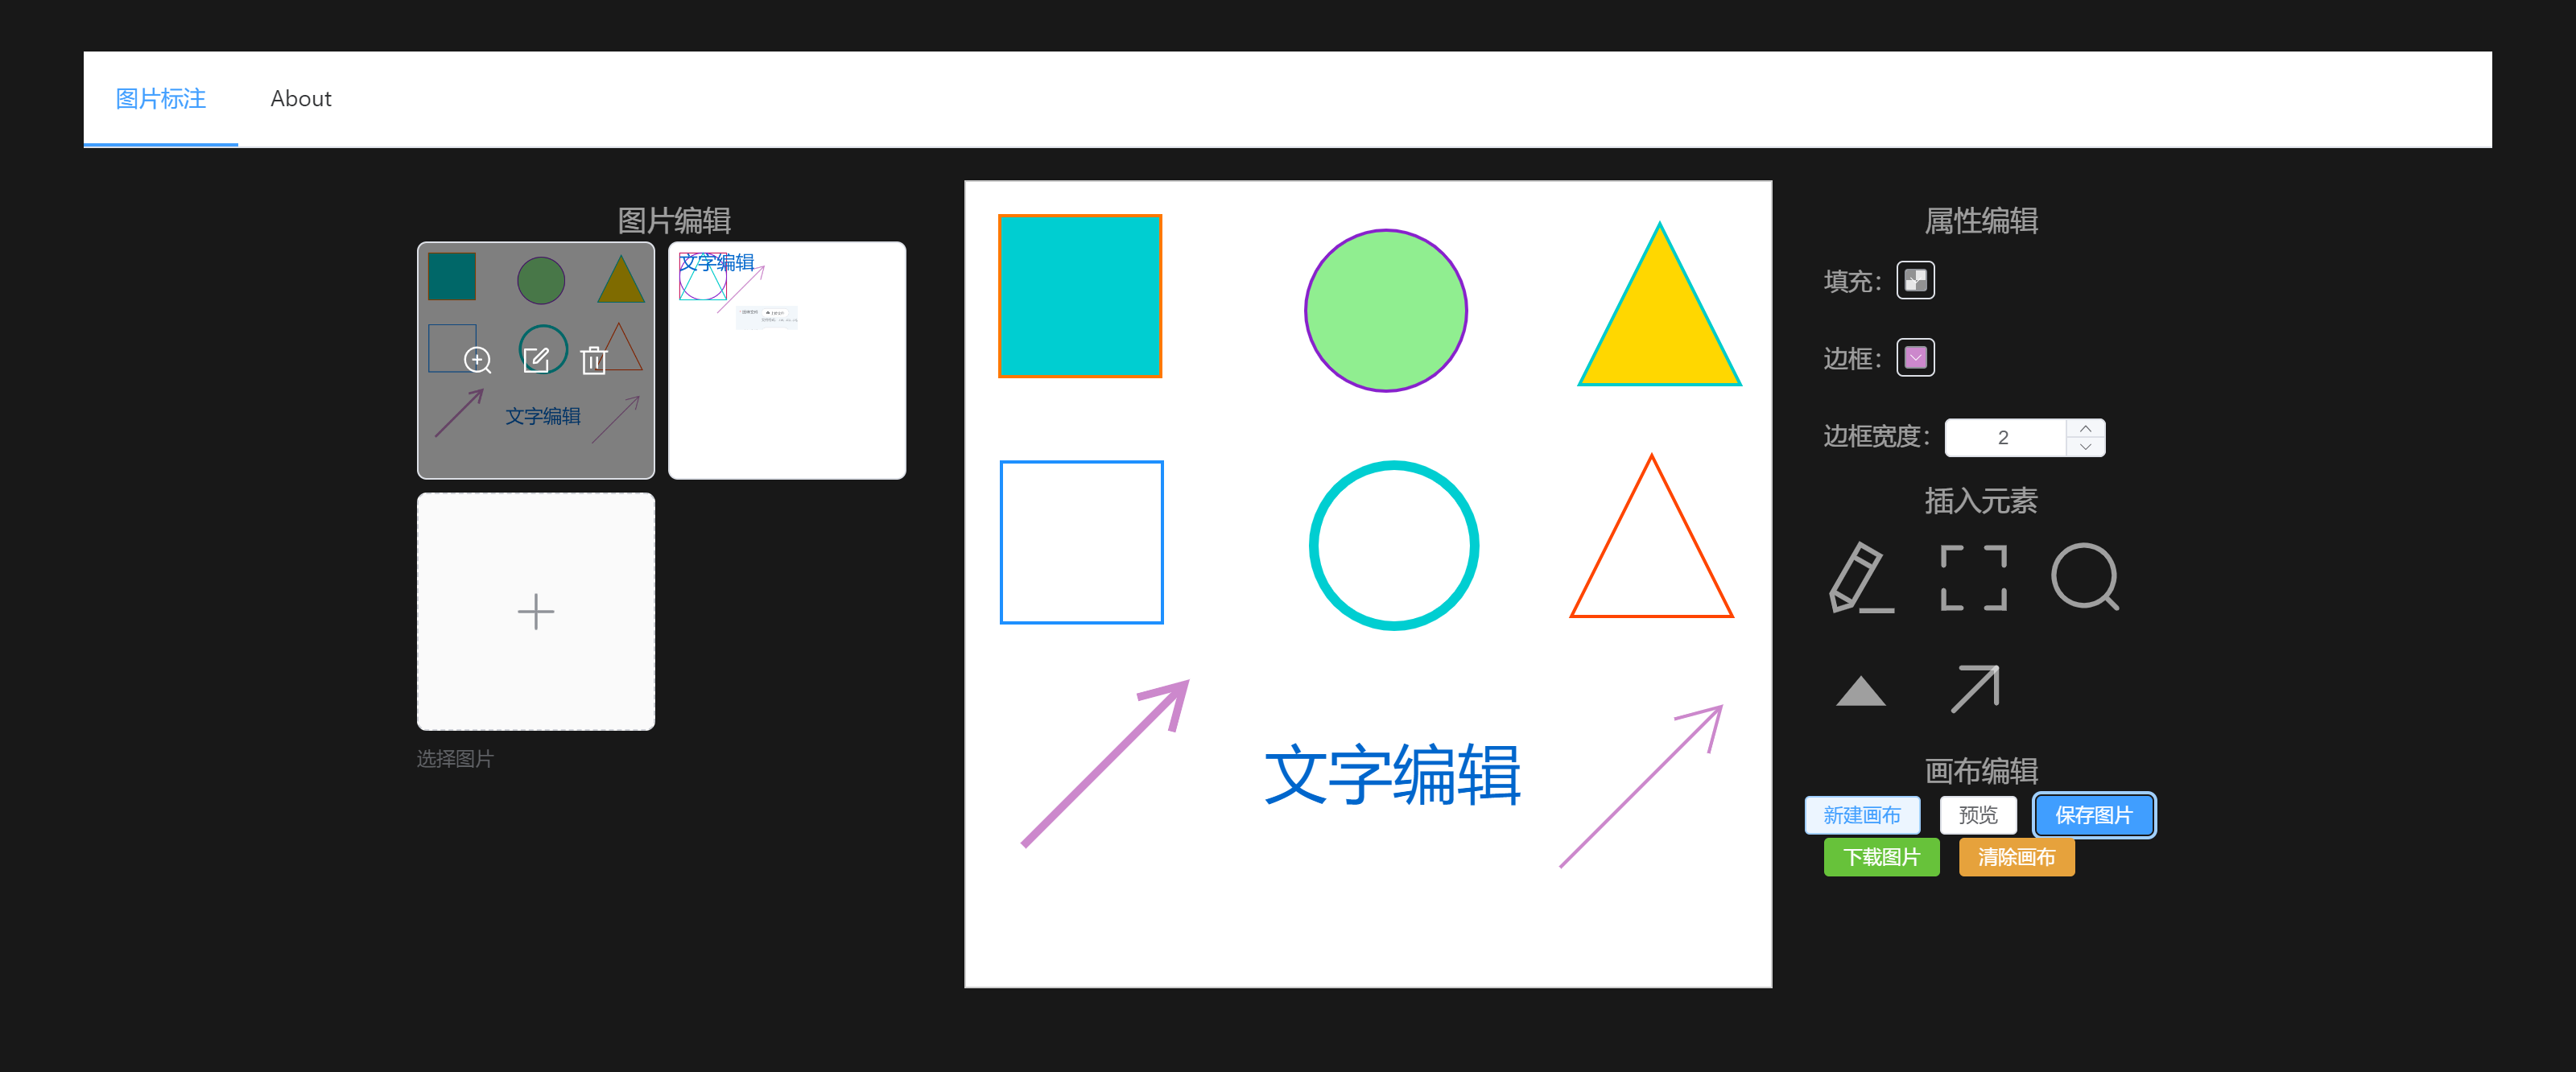 图片标注 About
图片编辑
文字编辑
文字编辑
选择图片
文字编辑
属性编辑
填充：
边框：
边框宽度： 2
插入元素
画布编辑
新建画布 预览 保存图片
下载图片 清除画布